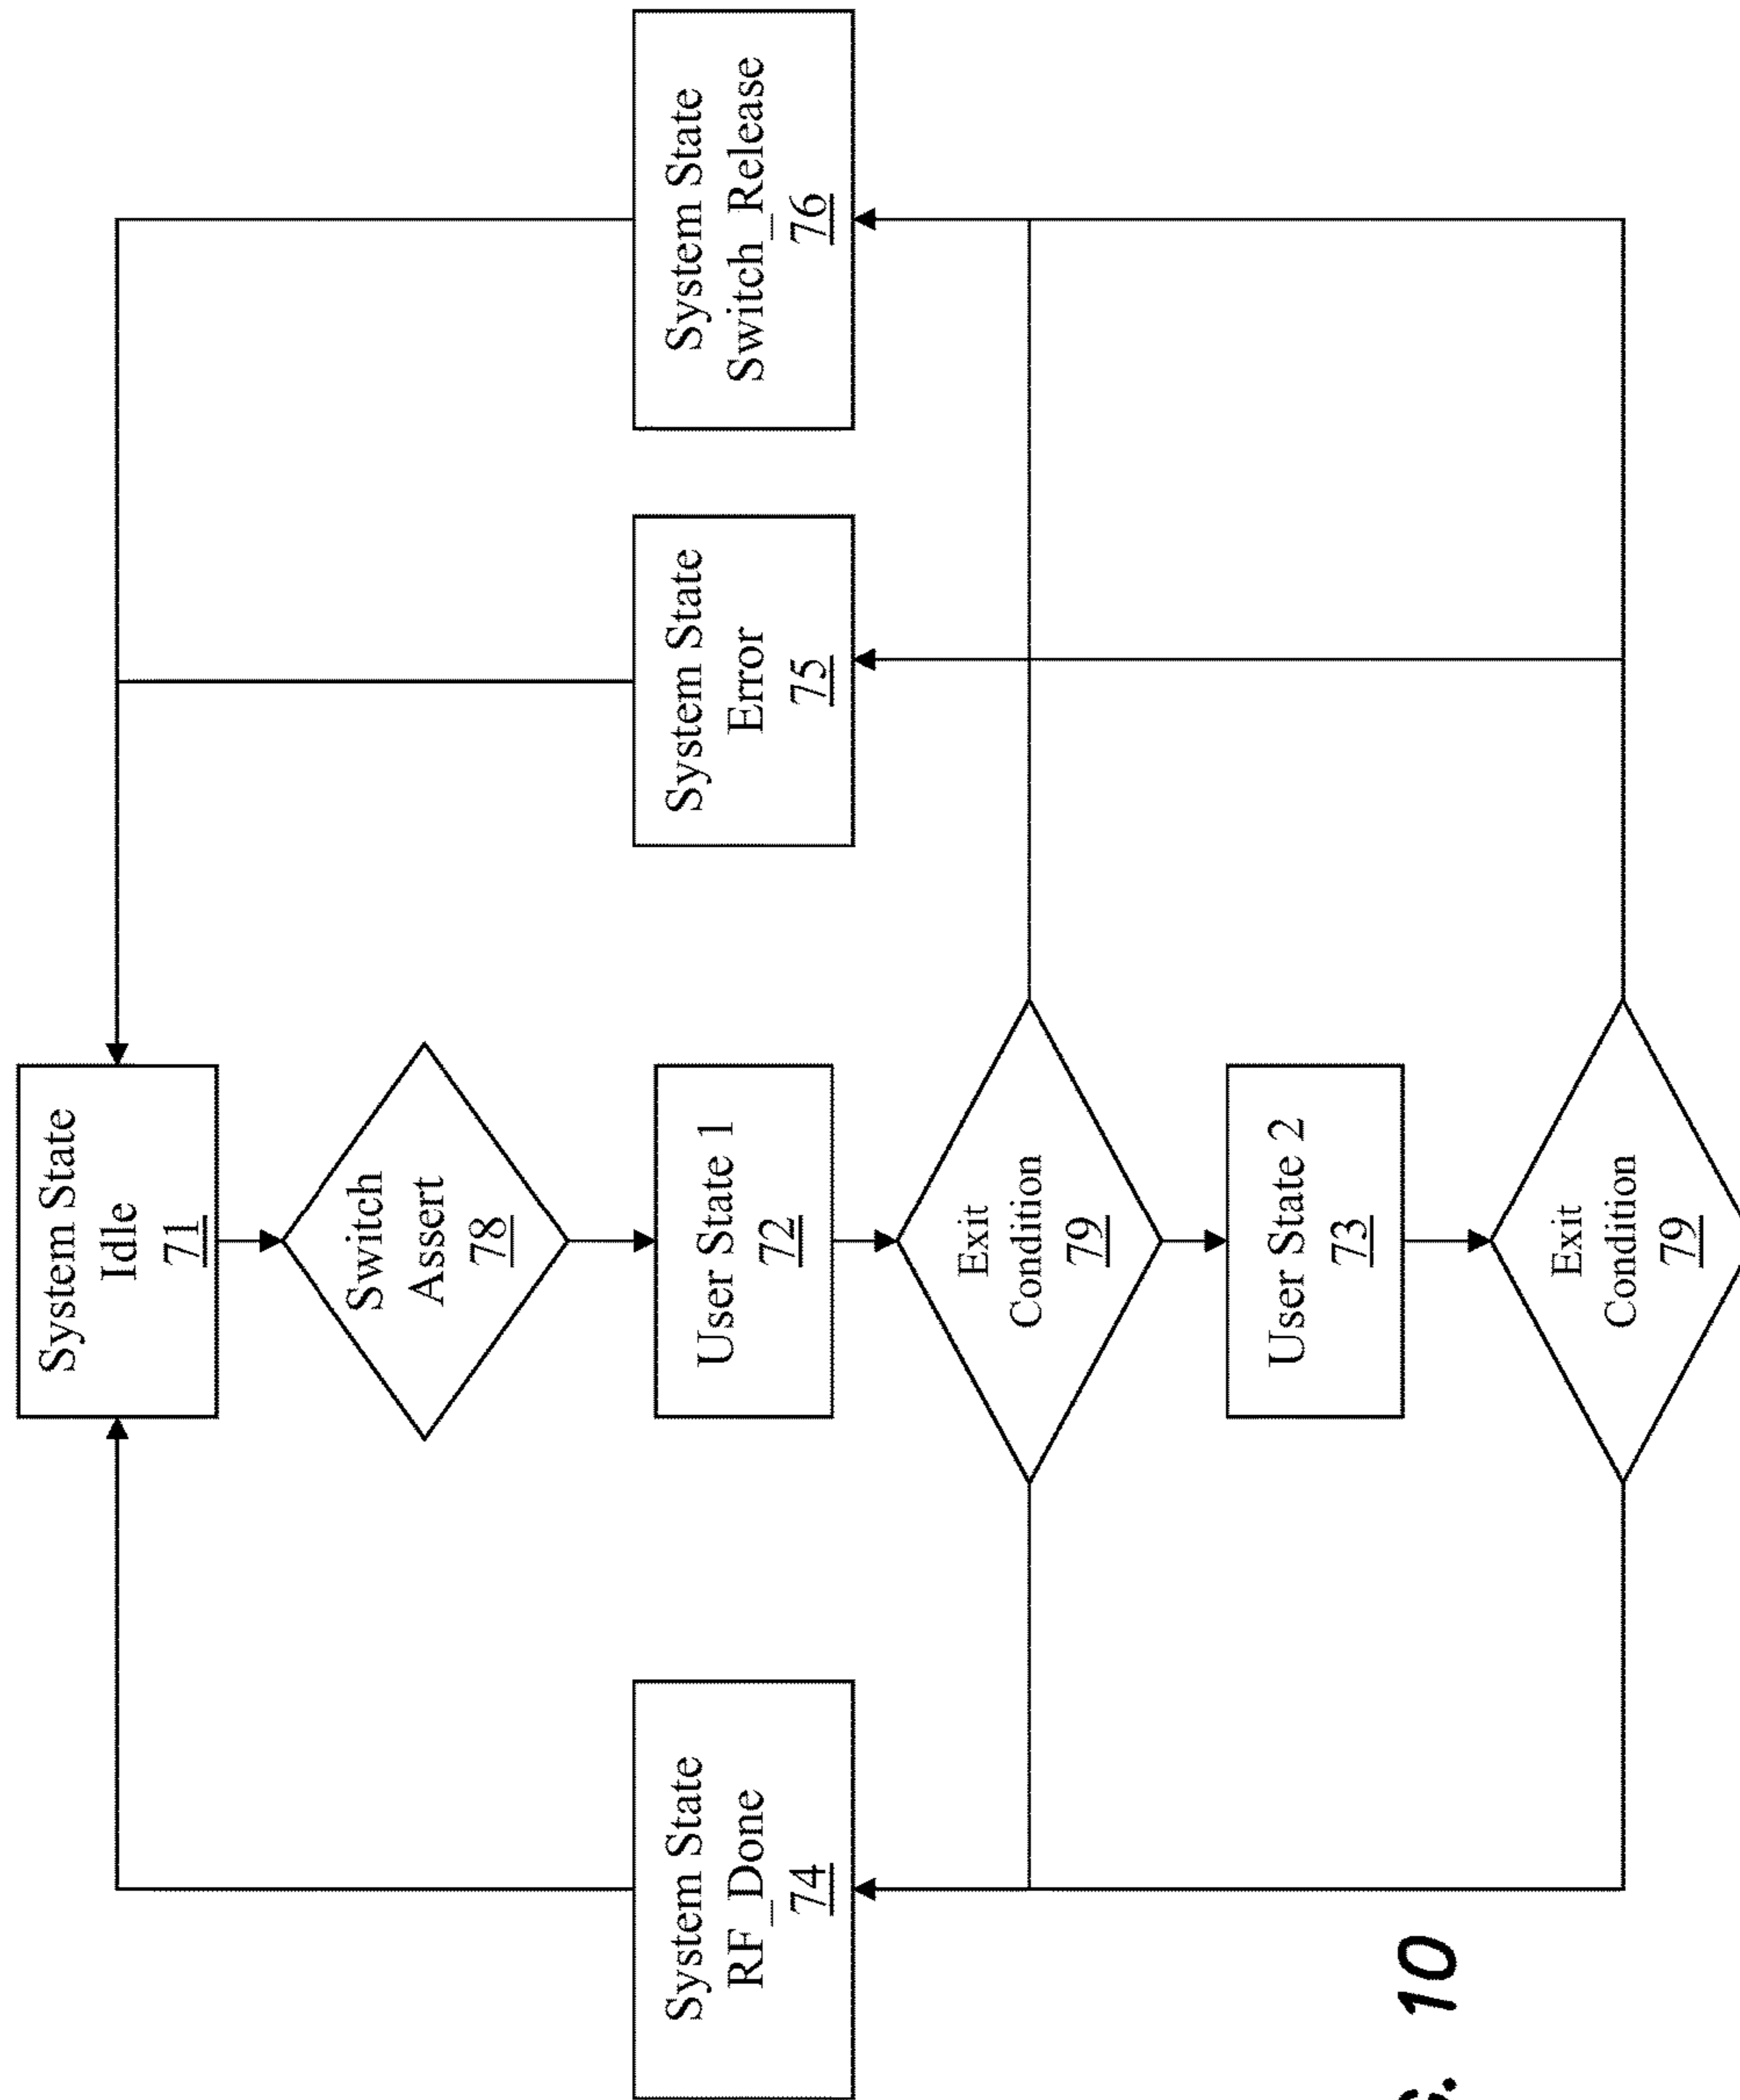 System State
Idle
71
Switch
Assert
78
User State 1
72
System State
RF_Done
74
System State
Error
75
System State
Switch_Release
76
Exit
Condition
79
User State 2
73
Exit
Condition
79
10